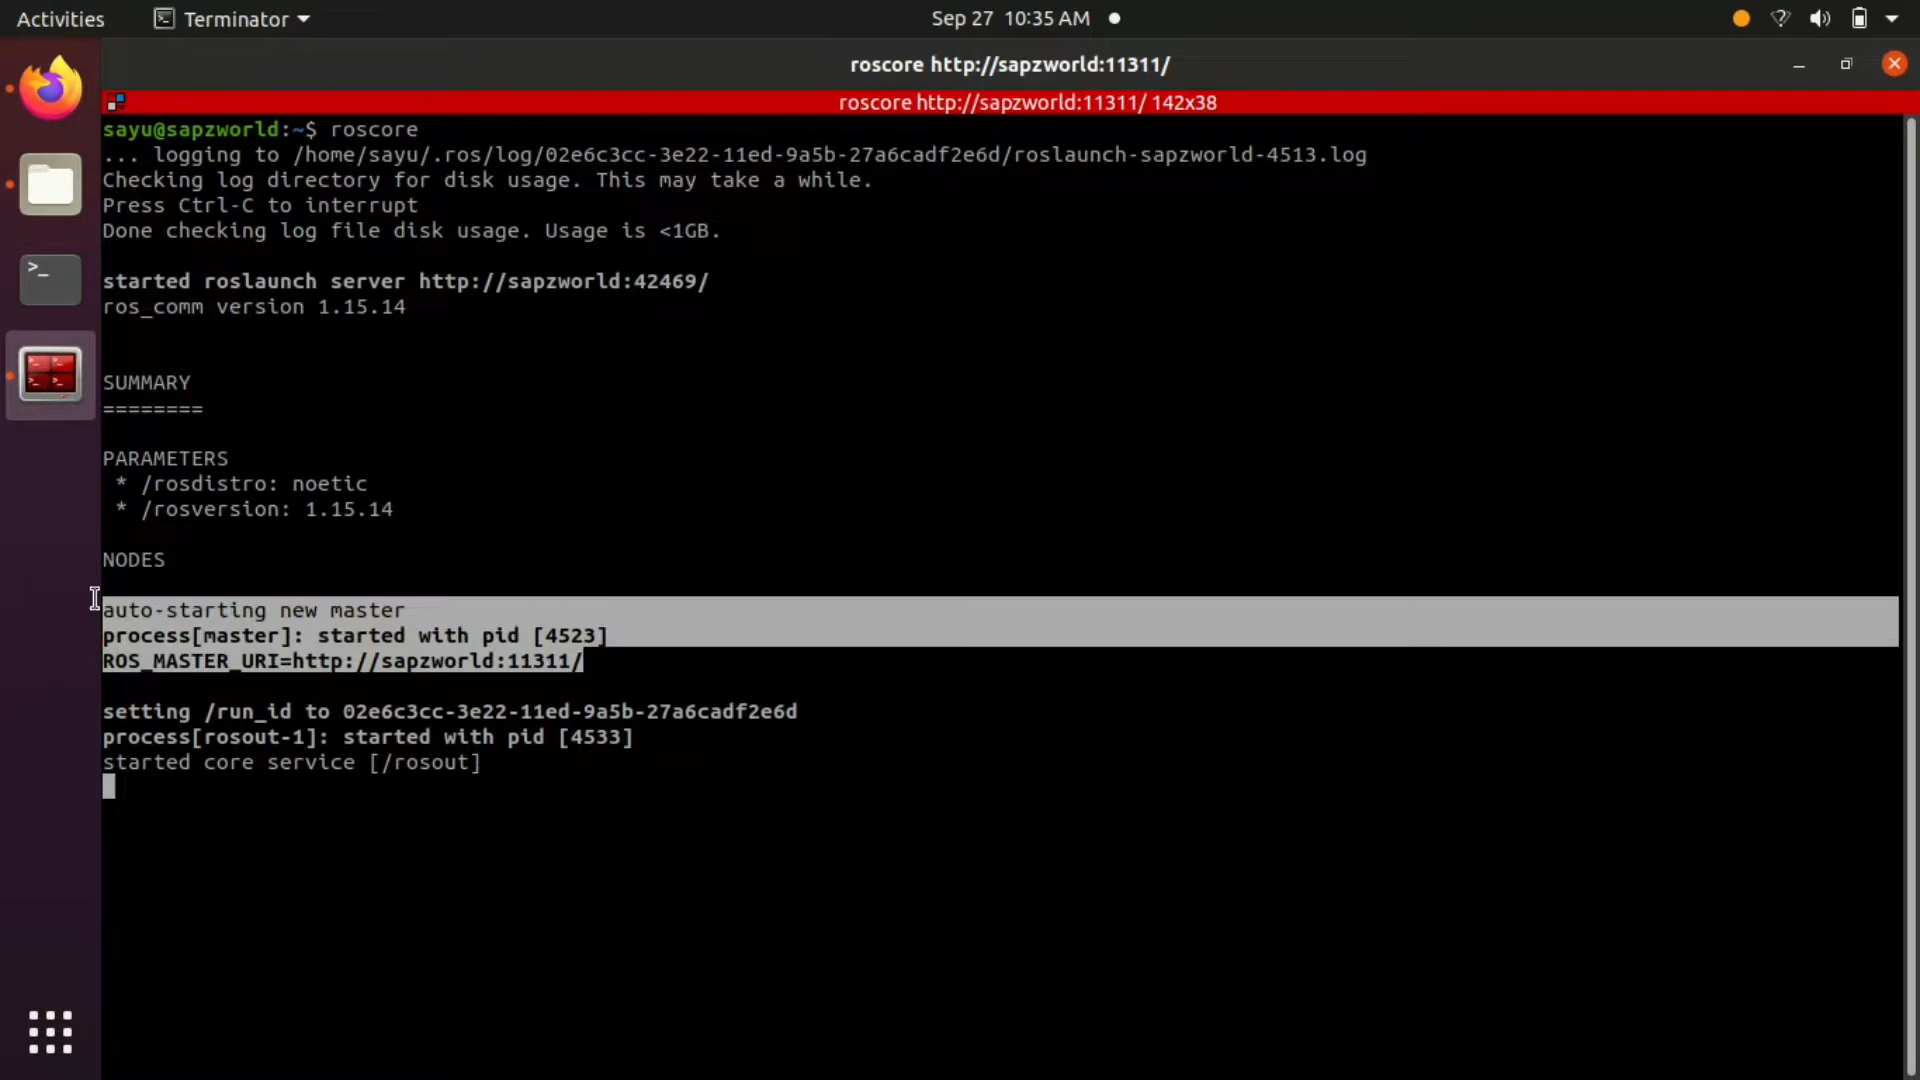 Activities
Terminator
Sep 27 10:35 AM
roscore http://sapzworld:11311/
roscore http://sapzworld:11311/ 142x38
sayu@sapzworld:~$ roscore
... logging to /home/sayu/.ros/log/02e6c3cc-3e22-11ed-9a5b-27a6cadf2e6d/roslaunch-sapzworld-4513.log
Checking log directory for disk usage. This may take a while.
Press Ctrl-C to interrupt
Done checking log file disk usage. Usage is <1GB.
started roslaunch server http://sapzworld:42469/
ros_comm version 1.15.14
SUMMARY
========
PARAMETERS
* /rosdistro: noetic
* /rosversion: 1.15.14
NODES
auto-starting new master
process[master]: started with pid [4523]
ROS_MASTER_URI=http://sapzworld:11311/
setting /run_id to 02e6c3cc-3e22-11ed-9a5b-27a6cadf2e6d
process[rosout-1]: started with pid [4533]
started core service [/rosout]